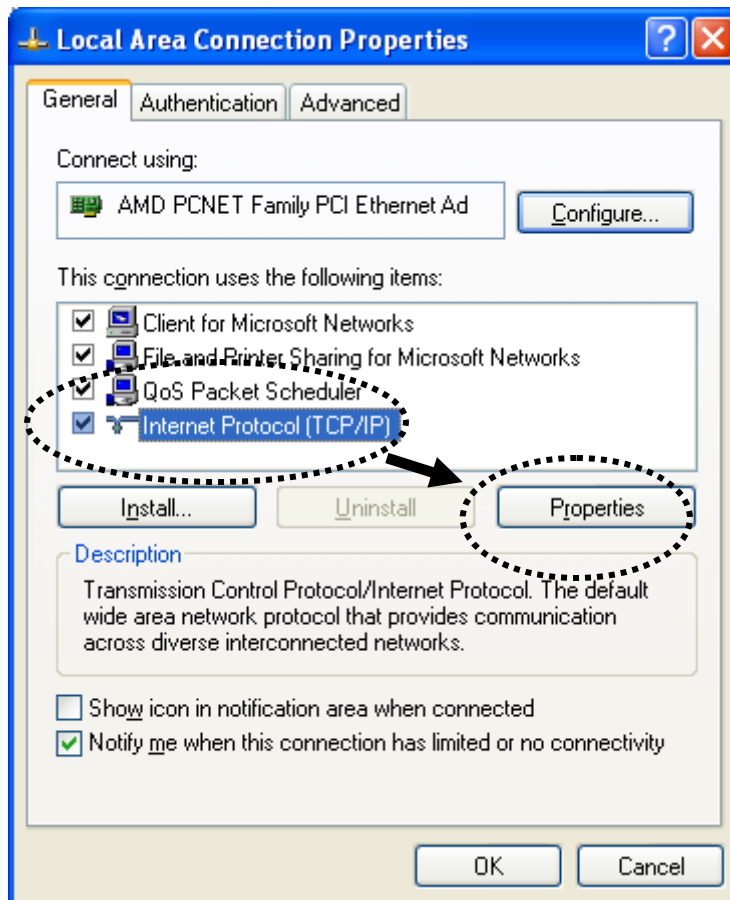 Local Area Connection Properties
General Authentication Advanced
Connect using:
AMD PCNET Family PCI Ethernet Ad
Configure...
This connection uses the following items:
Client for Microsoft Networks
File and Printer Sharing for Microsoft Networks
QoS Packet Scheduler
Internet Protocol (TCP/IP)
Install... Uninstall Properties
Description
Transmission Control Protocol/Internet Protocol. The default
wide area network protocol that provides communication
across diverse interconnected networks.
Show icon in notification area when connected
Notify me when this connection has limited or no connectivity
OK Cancel